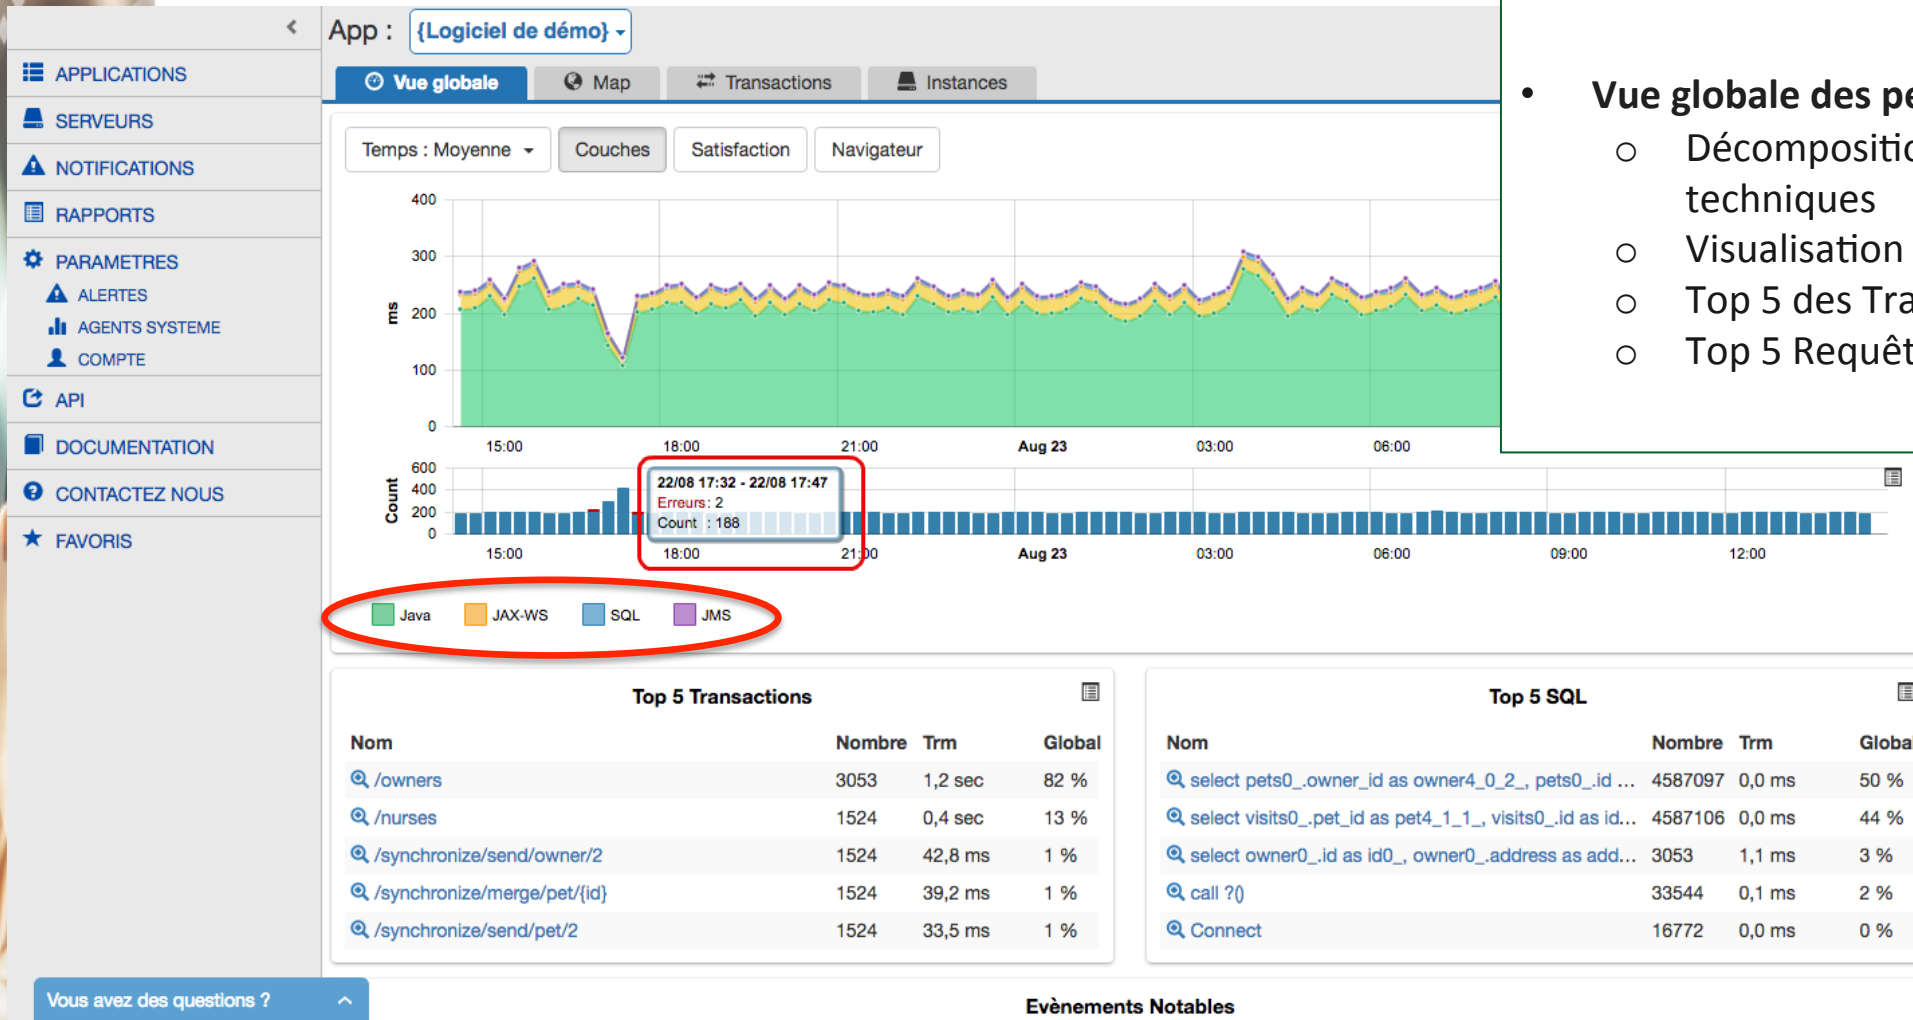 App : {Logiciel de démo}
APPLICATIONS
SERVEURS
NOTIFICATIONS
RAPPORTS
PARAMETRES
ALERTES
AGENTS SYSTEME
COMPTE
API
DOCUMENTATION
CONTACTEZ NOUS
FAVORIS
Vue globale Map Transactions Instances
Temps : Moyenne Couches Satisfaction Navigateur
400
300
ms 200
100
0
15:00 18:00 21:00 Aug 23 03:00 06:00
600
400
Count 200
0
22/08 17:32 - 22/08 17:47
Erreurs : 2
Count : 188
15:00 18:00 21:00 Aug 23 03:00 06:00 09:00 12:00
Java JAX-WS SQL JMS
• Vue globale des
o
techniques
o Visualisation
o Top 5 des
o Top 5
Top 5 Transactions
Nom Nombre Trm Global
/owners 3053 1,2 sec 82 %
/nurses 1524 0,4 sec 13 %
/synchronize/send/owner/2 1524 42,8 ms 1 %
/synchronize/merge/pet/{id} 1524 39,2 ms 1 %
/synchronize/send/pet/2 1524 33,5 ms 1 %
Top 5 SQL
Nom Nombre Trm Global
select pets0_.owner_id as owner4_0_2_, pets0_.id ... 4587097 0,0 ms 50 %
select visits0_.pet_id as pet4_1_1_, visits0_.id as id... 4587106 0,0 ms 44 %
select owner0_.id as id0_, owner0_.address as add... 3053 1,1 ms 3 %
call ?() 33544 0,1 ms 2 %
Connect 16772 0,0 ms 0 %
Vous avez des questions ?
Evènements Notables